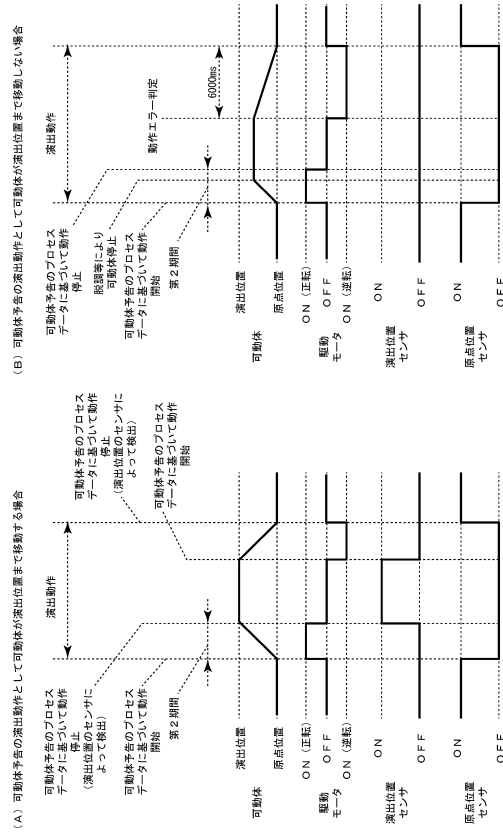 （A）可動体予告の演出動作として可動体が演出位置まで移動する場合
演出動作
可動体予告のプロセス
データに基づいて動作
停止
（演出位置のセンサに
よって検出）
可動体予告のプロセス
データに基づいて動作
開始
第２期間
可動体予告のプロセス
データに基づいて動作
停止
（演出位置のセンサに
よって検出）
可動体予告のプロセス
データに基づいて動作
開始
可動体
演出位置
原点位置
駆動
モータ
ON（正転）
OFF
ON（逆転）
演出位置
センサ
ON
OFF
原点位置
センサ
ON
OFF
（B）可動体予告の演出動作として可動体が演出位置まで移動しない場合
演出動作
可動体予告のプロセス
データに基づいて動作
停止
脱調等により
可動体停止
可動体予告のプロセス
データに基づいて動作
開始
第２期間
動作エラー判定
6000ms
可動体
演出位置
原点位置
駆動
モータ
ON（正転）
OFF
ON（逆転）
演出位置
センサ
ON
OFF
原点位置
センサ
ON
OFF